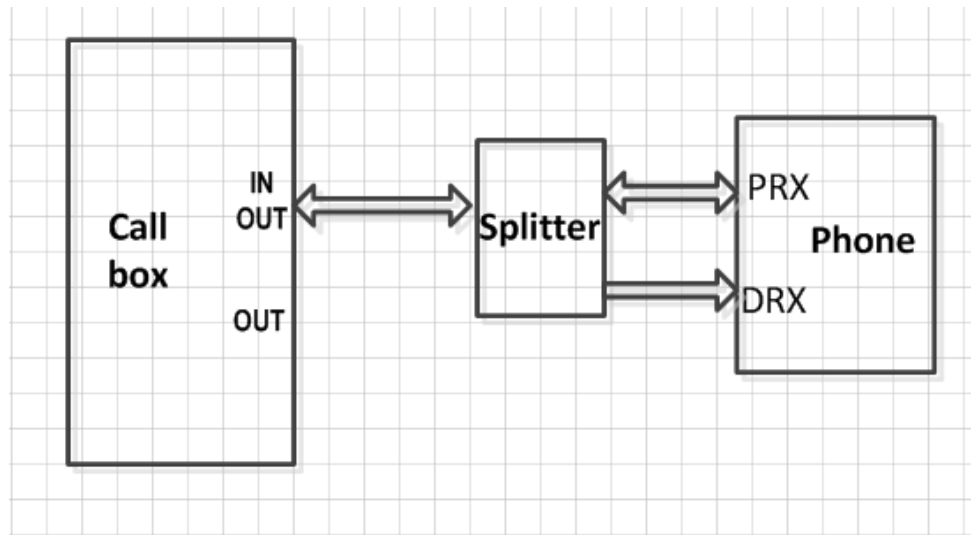 Call
box
IN
OUT
OUT
Splitter
PRX
Phone
DRX